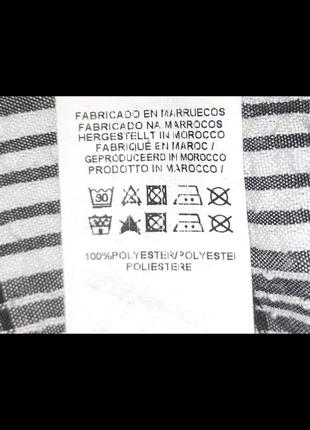 FABRICADO EN MARRUECOS
FABRICADO NA MARROCOS
HERGESTELLT IN MOROCCO
FABRIQUÉ EN MAROC /
GEPRODUCEERD IN MOROCCO
PRODOTTO IN MAROCCO /
30
100%POLYESTER/POLYESTEI
POLIESTERE